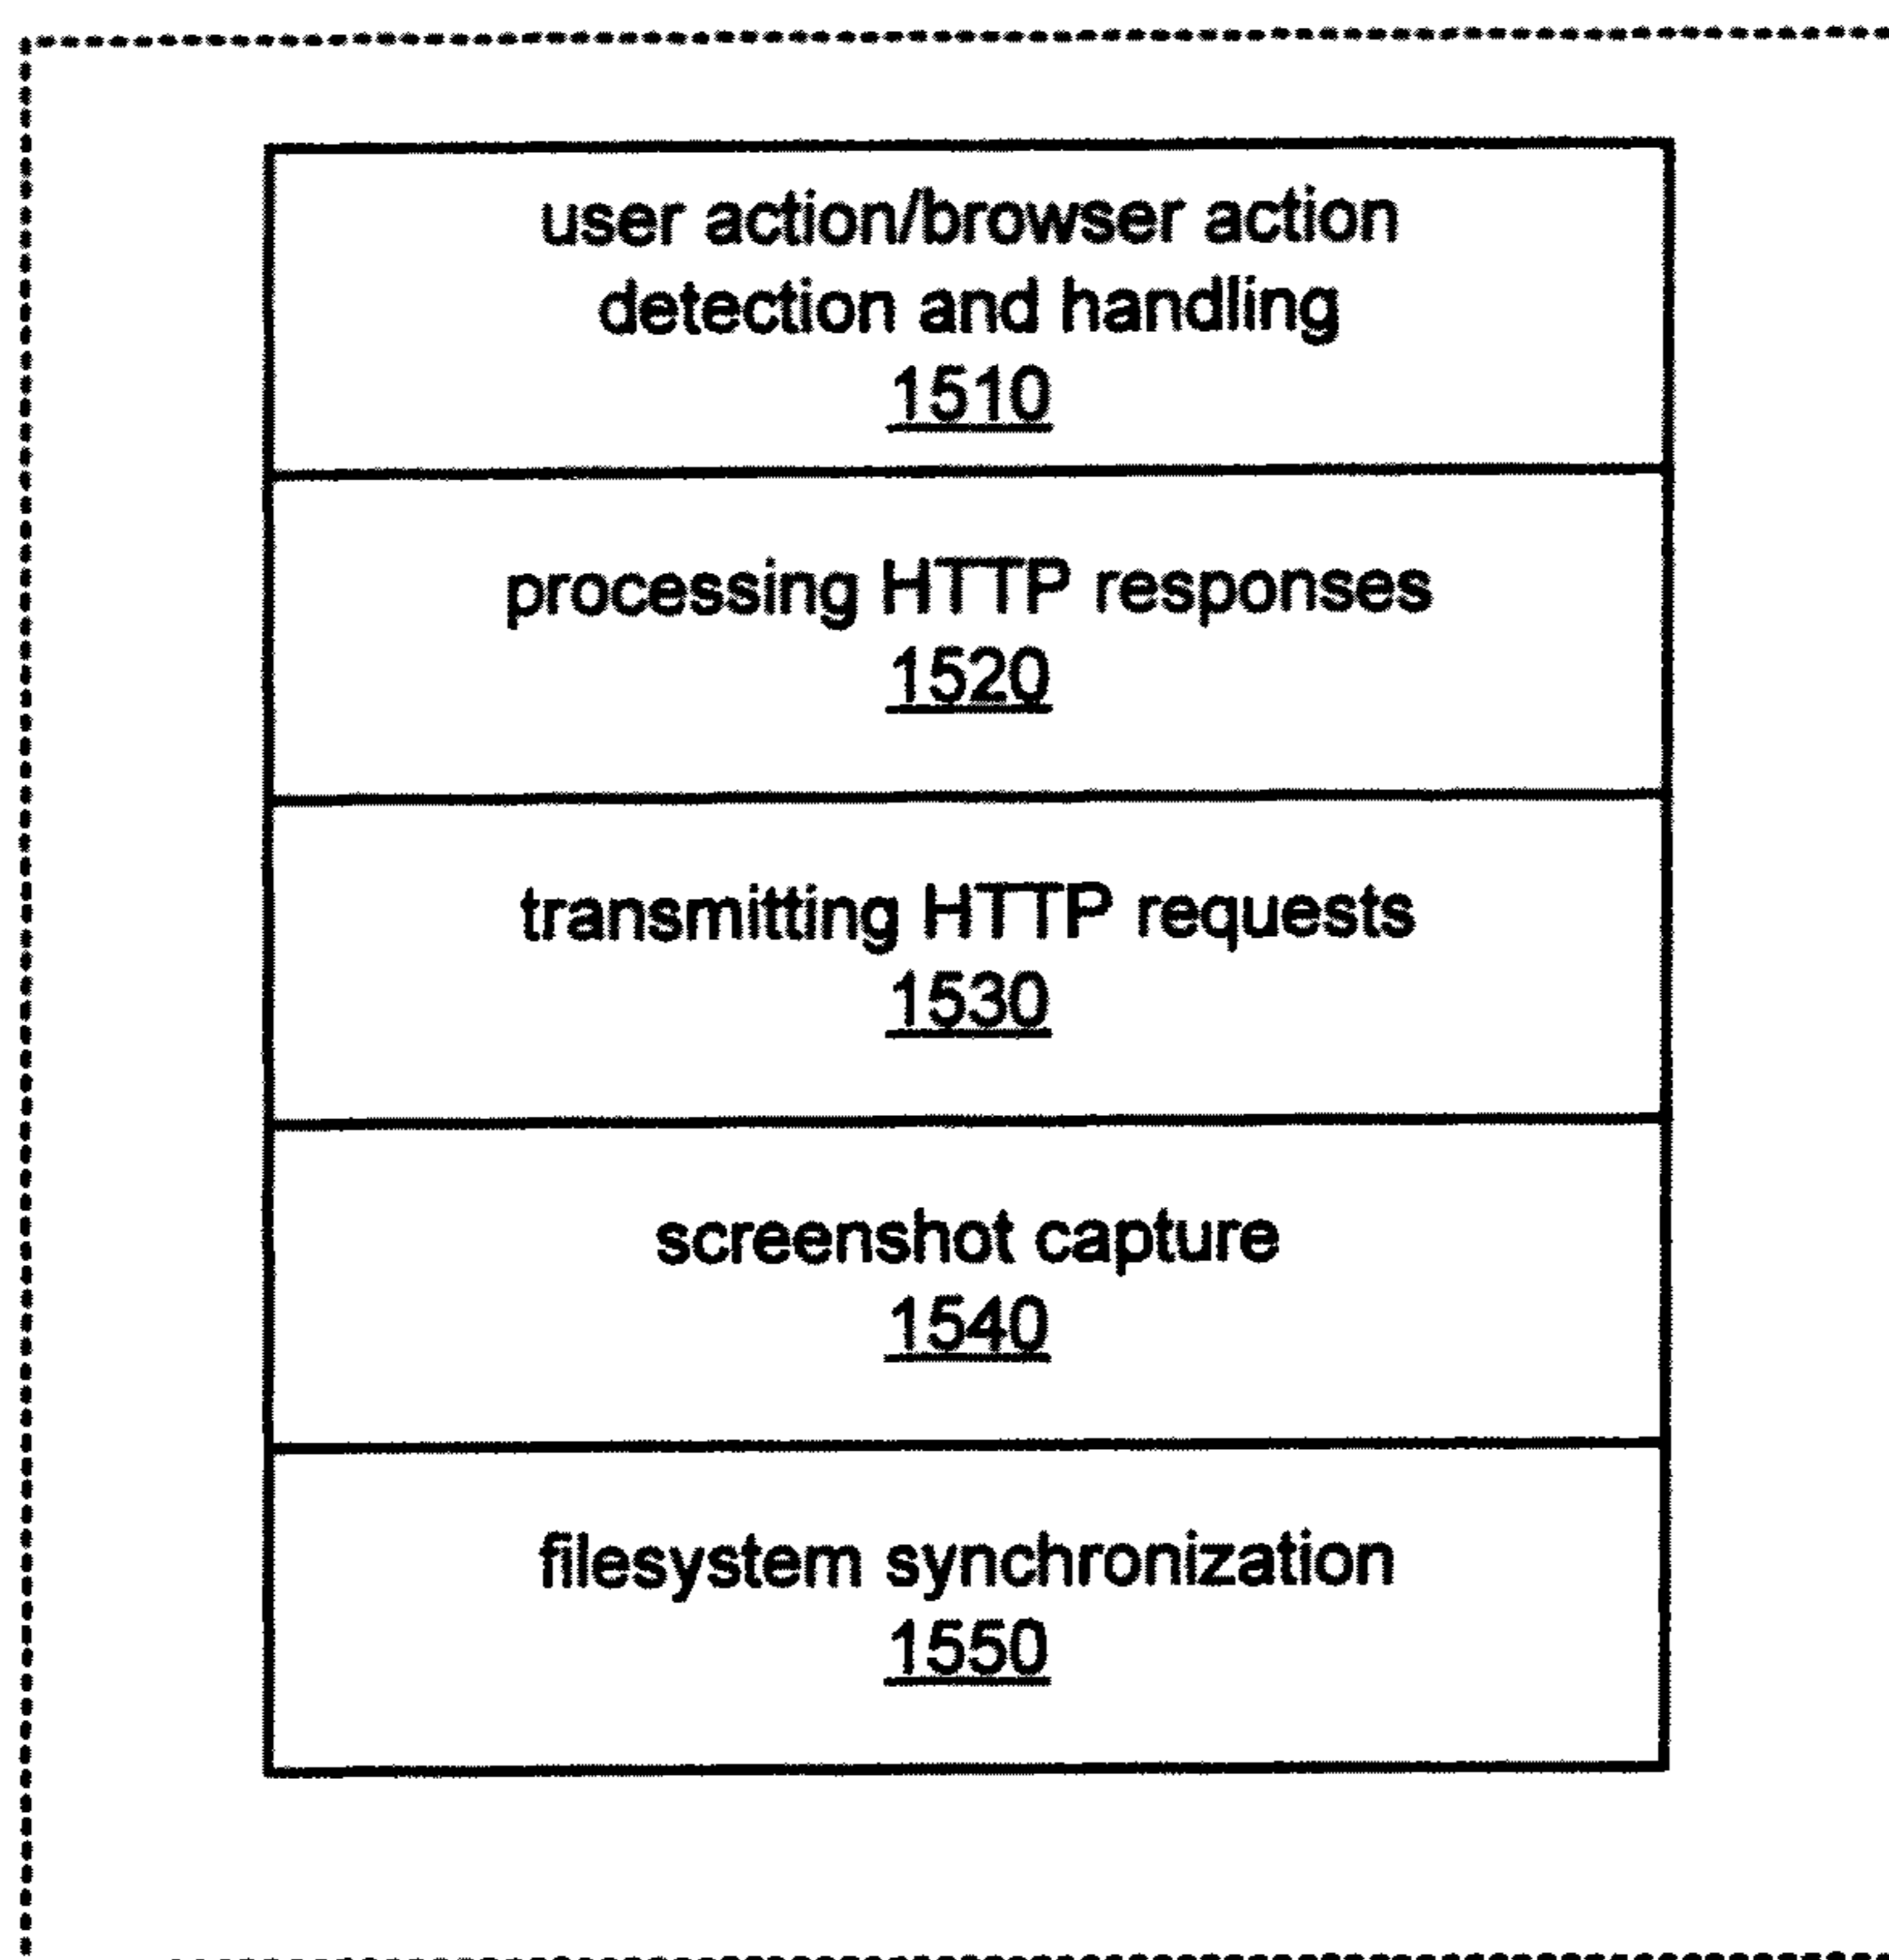 user action/browser action
detection and handling
1510
processing HTTP responses
1520
transmitting HTTP requests
1530
screenshot capture
1540
filesystem synchronization
1550